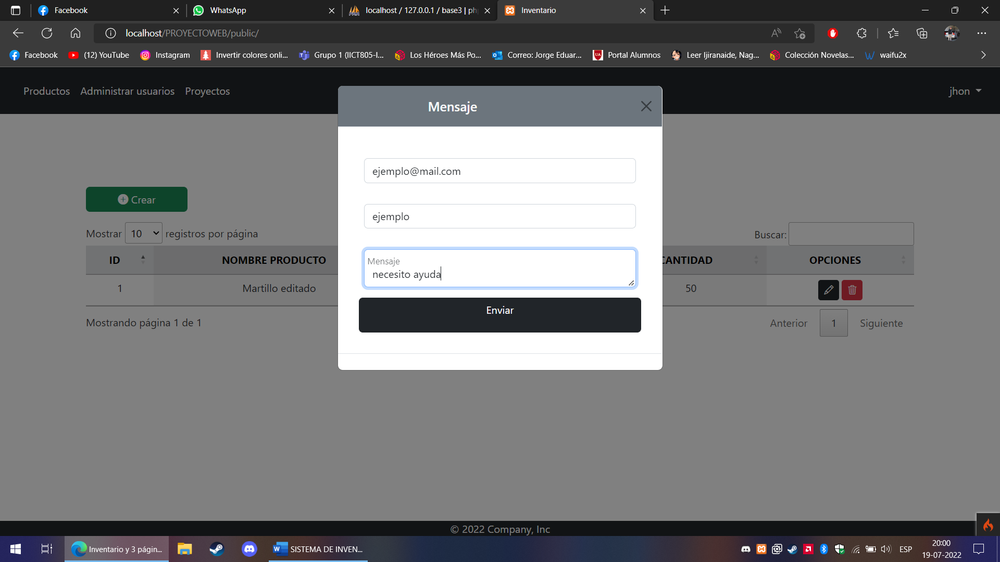 Facebook
WhatsApp
localhost / 127.0.0.1 / base3 | ph
Inventario
localhost/PROYECTOWEB/public/
Facebook
(12) YouTube
Instagram
Invertir colores onli...
Grupo 1 (IICT805-I...
Los Héroes Más Po...
Correo: Jorge Eduar...
Portal Alumnos
Leer Ijiranaide, Nag...
Colección Novelas...
waifu2x
Productos Administrar usuarios Proyectos
jhon
Mensaje
ejemplo@mail.com
ejemplo
Mensaje
necesito ayuda
Enviar
Crear
Mostrar 10 registros por página
Buscar:
ID NOMBRE PRODUCTO CANTIDAD OPCIONES
1 Martillo editado 50
Mostrando página 1 de 1
Anterior 1 Siguiente
© 2022 Company, Inc
Inventario y 3 págin...
SISTEMA DE INVEN...
ESP
20:00
19-07-2022